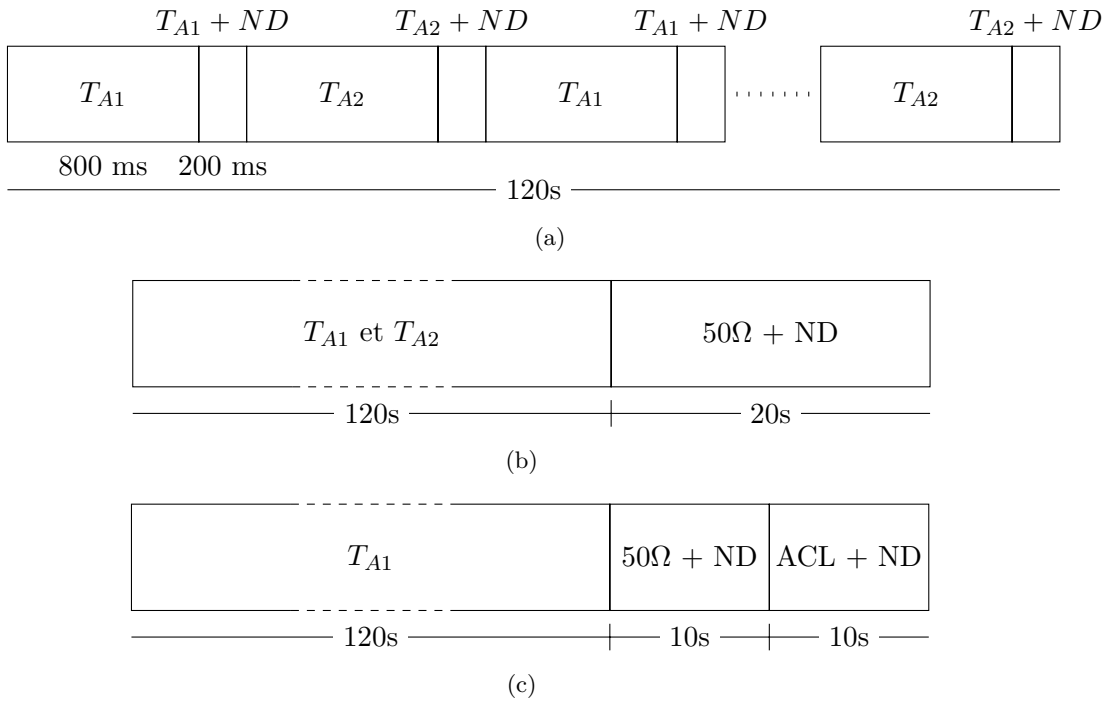 T_{A1} + ND T_{A2} + ND T_{A1} + ND T_{A2} + ND
T_{A1} T_{A2} T_{A1} ....... T_{A2}
800 ms 200 ms
120s
(a)
T_{A1} et T_{A2} 50Ω + ND
120s 20s
(b)
T_{A1} 50Ω + ND ACL + ND
120s 10s 10s
(c)